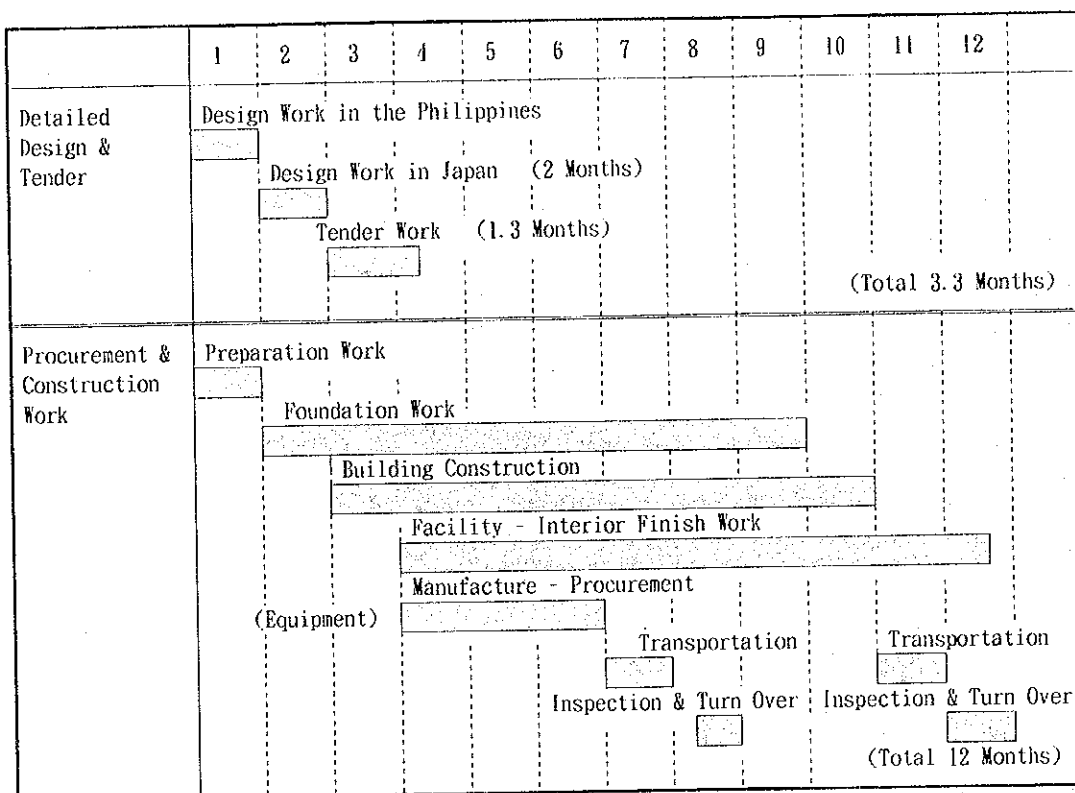 1 2 3 4 5 6 7 8 9 10 11 12
Detailed
Design &
Tender
Design Work in the Philippines
Design Work in Japan (2 Months)
Tender Work (1.3 Months)
(Total 3.3 Months)
Procurement &
Construction
Work
Preparation Work
Foundation Work
Building Construction
Facility - Interior Finish Work
Manufacture - Procurement
(Equipment)
Transportation Transportation
Inspection & Turn Over Inspection & Turn Over
(Total 12 Months)